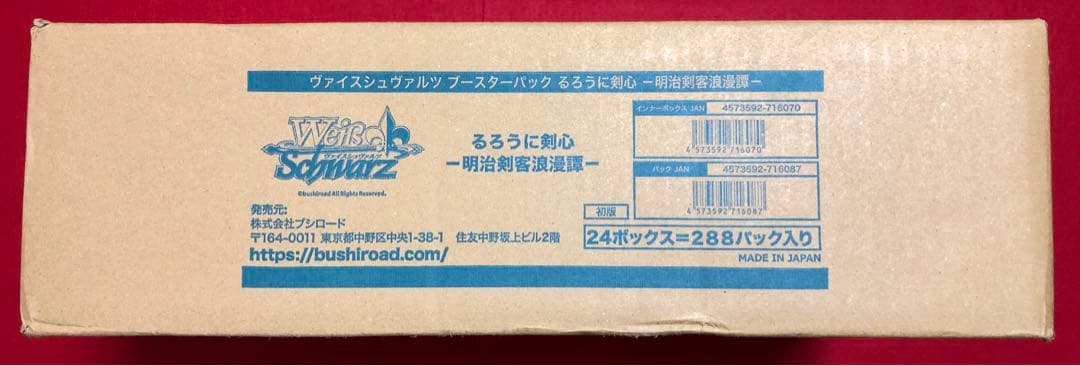 ヴァイスシュヴァルツ ブースターパック るろうに剣心 ー明治剣客浪漫譚ー
Weiß
ヴァイスシュヴァルツ
Schwarz
©bushiroad All Rights Reserved.
るろうに剣心
ー明治剣客浪漫譚ー
インナーボックス JAN 4573592-716070
4 573592 716070
パック JAN 4573592-716087
4 573592 716087
発売元:
株式会社ブシロード
〒164-0011 東京都中野区中央1-38-1 住友中野坂上ビル2階
https://bushiroad.com/
初版
24ボックス=288パック入り
MADE IN JAPAN